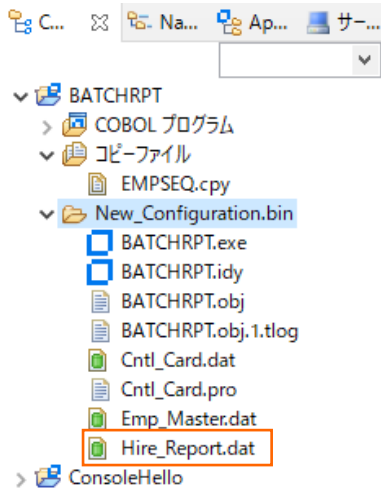 C... Na... Ap... サー...
BATCHRPT
COBOL プログラム
コピーファイル
EMPSEQ.cpy
New_Configuration.bin
BATCHRPT.exe
BATCHRPT.idy
BATCHRPT.obj
BATCHRPT.obj.1.tlog
Cntl_Card.dat
Cntl_Card.pro
Emp_Master.dat
Hire_Report.dat
ConsoleHello